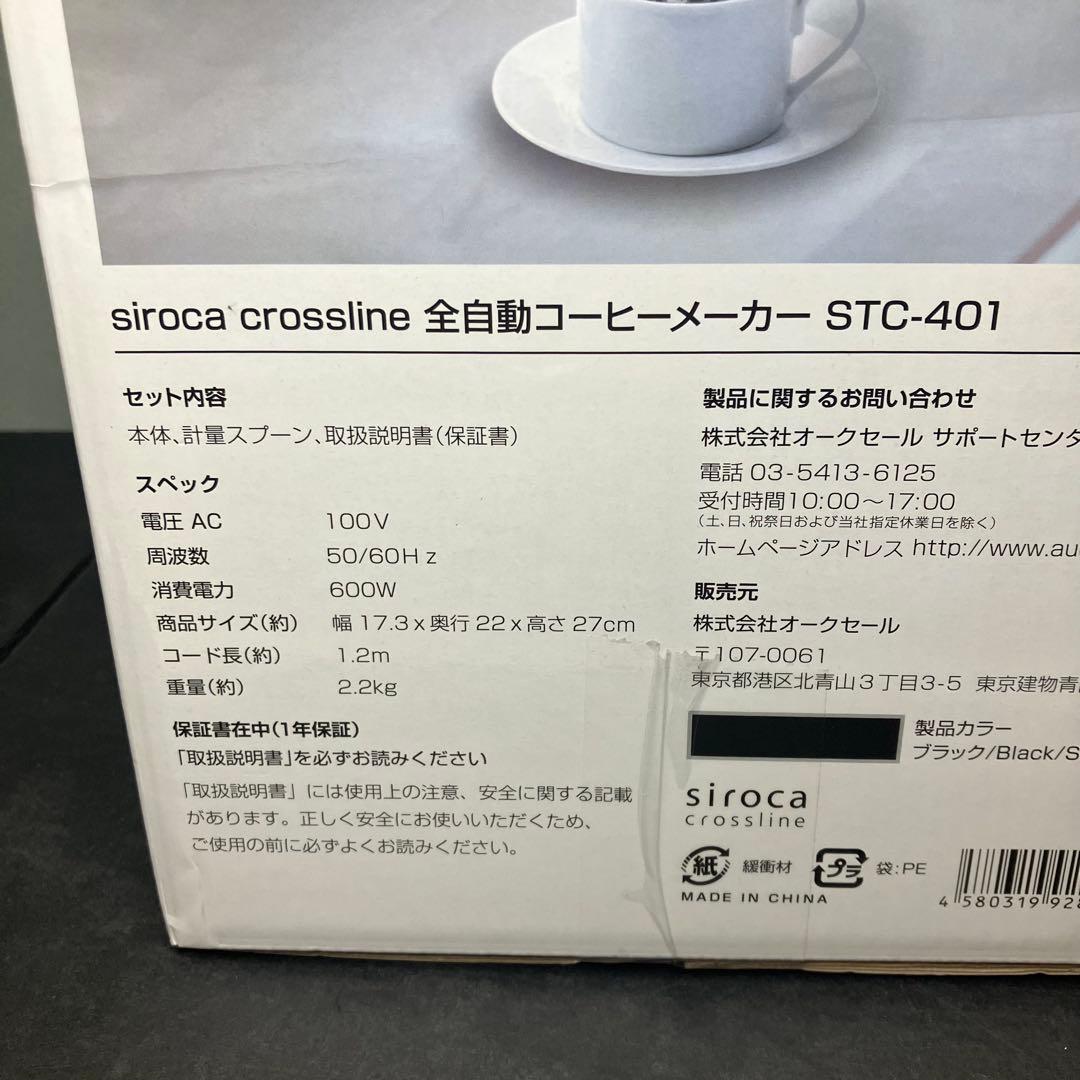 siroca crossline 全自動コーヒーメーカー STC-401
セット内容
本体、計量スプーン、取扱説明書(保証書)
スペック
電圧 AC 100V
周波数 50/60Hz
消費電力 600W
商品サイズ(約) 幅 17.3 x 奥行 22 x 高さ 27cm
コード長(約) 1.2m
重量(約) 2.2kg
保証書在中(1年保証)
「取扱説明書」を必ずお読みください
「取扱説明書」には使用上の注意、安全に関する記載
があります。正しく安全にお使いいただくため、
ご使用の前に必ずよくお読みください。
製品に関するお問い合わせ
株式会社オークセール サポートセンタ
電話 03-5413-6125
受付時間10:00〜17:00
(土、日、祝祭日および当社指定休業日を除く)
ホームページアドレス http://www.au
販売元
株式会社オークセール
〒107-0061
東京都港区北青山3丁目3-5 東京建物青
製品カラー
ブラック/Black/S
siroca
crossline
紙 緩衝材 プラ 袋:PE
MADE IN CHINA
4 580319 928